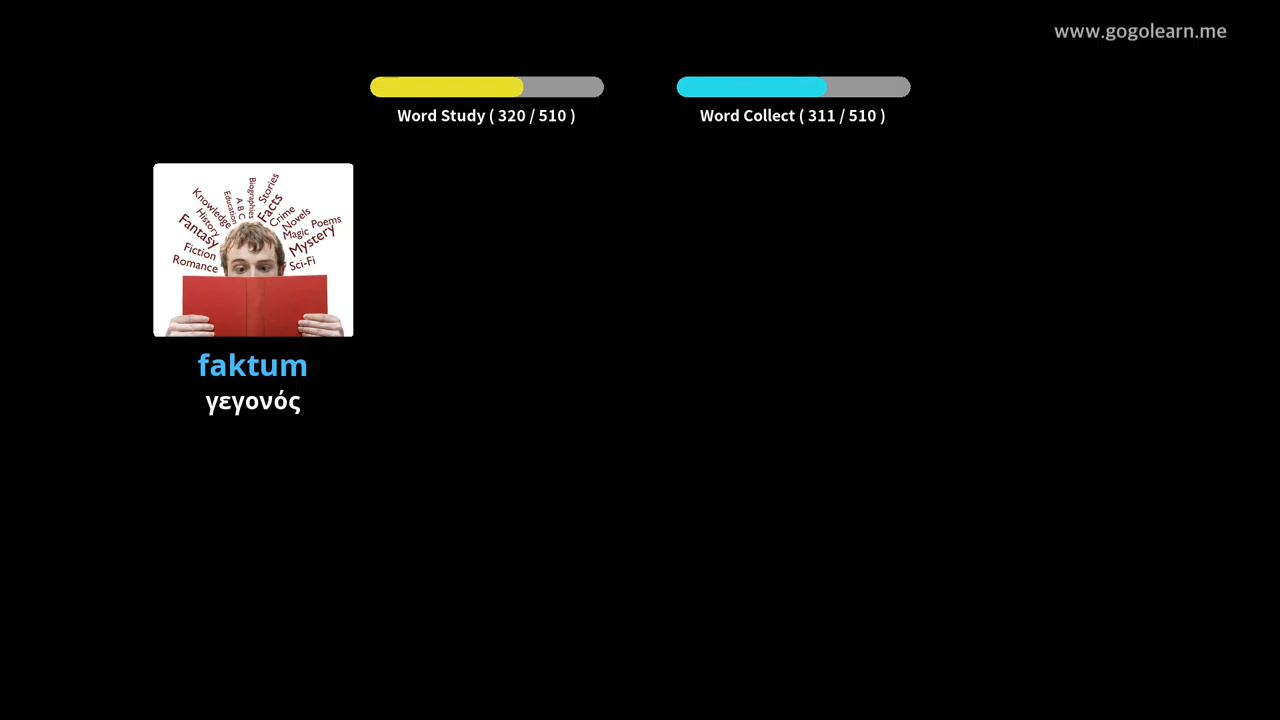 www.gogolearn.me
Word Study ( 320 / 510 )
Word Collect ( 311 / 510 )
Knowledge
History
Fantasy
Fiction
Romance
Education
A B C
Biographies
Stories
Facts
Crime
Novels
Magic
Poems
Mystery
Sci-Fi
faktum
γεγονός